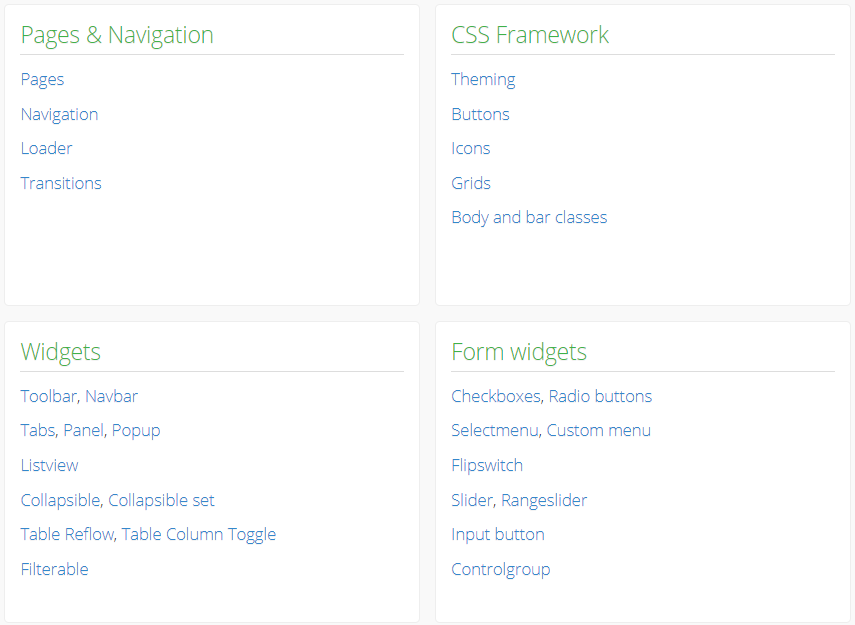 Pages & Navigation
Pages
Navigation
Loader
Transitions
CSS Framework
Theming
Buttons
Icons
Grids
Body and bar classes
Widgets
Toolbar, Navbar
Tabs, Panel, Popup
Listview
Collapsible, Collapsible set
Table Reflow, Table Column Toggle
Filterable
Form widgets
Checkboxes, Radio buttons
Selectmenu, Custom menu
Flipswitch
Slider, Rangeslider
Input button
Controlgroup